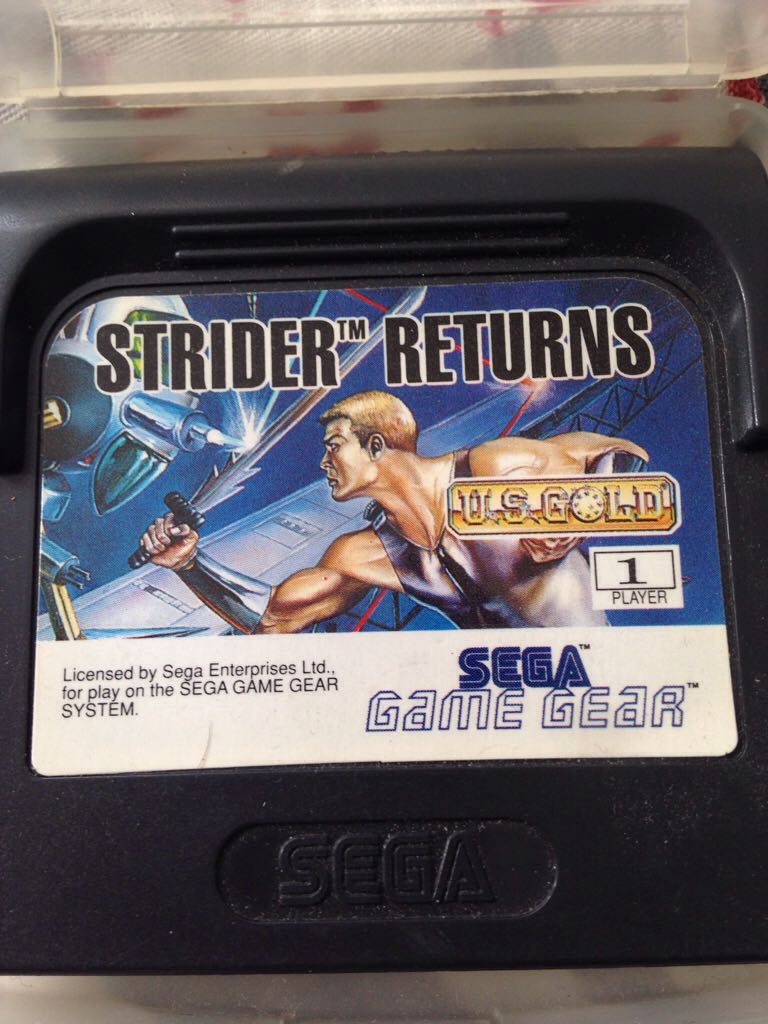 STRIDER™ RETURNS
U.S. GOLD
1
PLAYER
Licensed by Sega Enterprises Ltd.,
for play on the SEGA GAME GEAR
SYSTEM.
SEGA™
GAME GEAR™
SEGA